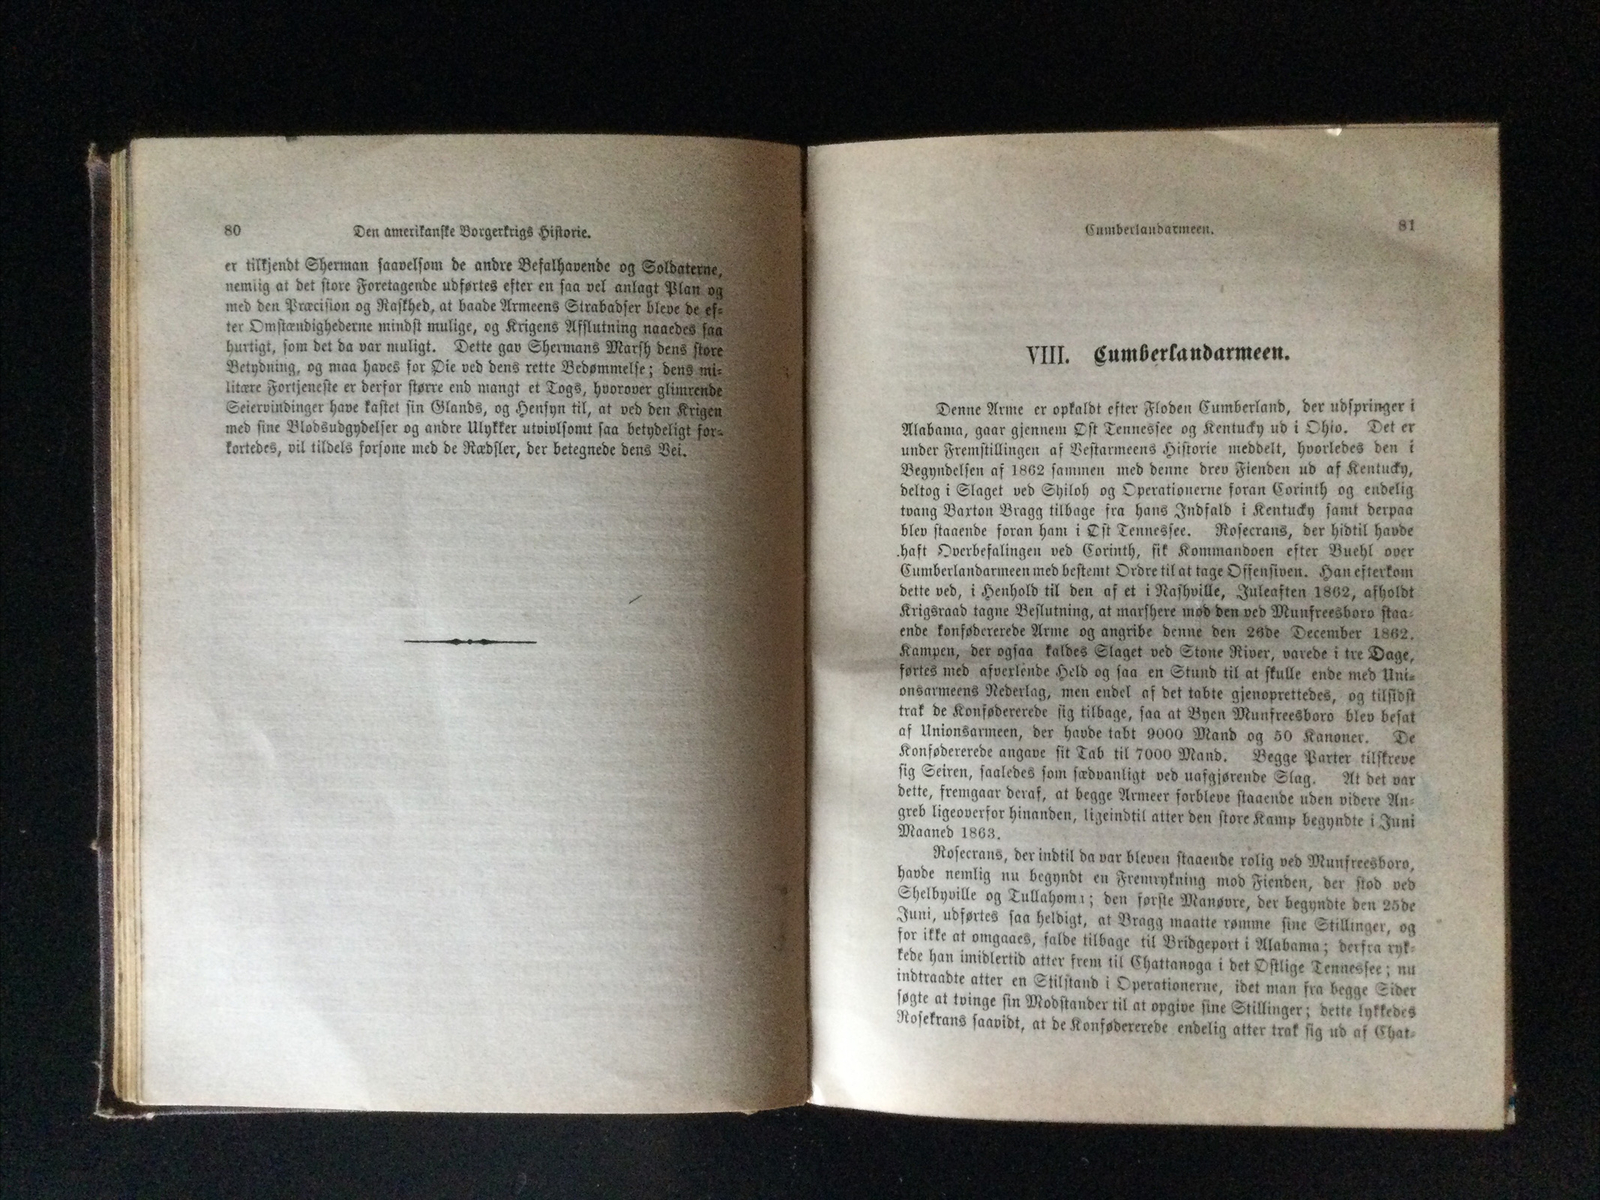 80
Den amerikanske Borgerkrigs Historie.
er tilkjendt Sherman saavelsom de andre Befalhavende og Soldaterne,
nemlig at det store Foretagende udførtes efter en saa vel anlagt Plan og
med den Præcision og Raskhed, at baade Armeens Strabadser bleve de ef-
ter Omstændighederne mindst mulige, og Krigens Afslutning naaedes saa
hurtigt, som det da var muligt. Dette gav Shermans Marsh dens store
Betydning, og maa haves for Øie ved dens rette Bedømmelse; dens mi-
litære Fortjeneste er derfor større end mangt et Togs, hvorover glimrende
Seiervindinger have kastet sin Glands, og Hensyn til, at ved den Krigen
med sine Blodsudgydelser og andre Ulykker utvivlsomt saa betydeligt for-
kortedes, vil tildels forsone med de Rædsler, der betegnede dens Vei.
Cumberlandarmeen.
81
VIII. Cumberlandarmeen.
Denne Arme er opkaldt efter Floden Cumberland, der udspringer i
Alabama, gaar gjennem Øst Tennessee og Kentucky ud i Ohio. Det er
under Fremstillingen af Vestarmeens Historie meddelt, hvorledes den i
Begyndelsen af 1862 sammen med denne drev Fienden ud af Kentucky,
deltog i Slaget ved Shiloh og Operationerne foran Corinth og endelig
tvang Barton Bragg tilbage fra hans Indfald i Kentucky samt derpaa
blev staaende foran ham i Øst Tennessee. Rosecrans, der hidtil havde
haft Overbefalingen ved Corinth, fik Kommandoen efter Buehl over
Cumberlandarmeen med bestemt Ordre til at tage Offensiven. Han efterkom
dette ved, i Henhold til den af et i Nashville, Juleaften 1862, afholdt
Krigsraad tagne Beslutning, at marshere mod den ved Munfreesboro staa-
ende konfødererede Arme og angribe denne den 26de December 1862.
Kampen, der ogsaa kaldes Slaget ved Stone River, varede i tre Dage,
førtes med afvexlende Held og saa en Stund til at skulle ende med Uni-
onsarmeens Nederlag, men endel af det tabte gjenoprettedes, og tilsidst
trak de Konfødererede sig tilbage, saa at Byen Munfreesboro blev besat
af Unionsarmeen, der havde tabt 9000 Mand og 50 Kanoner. De
Konfødererede angave sit Tab til 7000 Mand. Begge Parter tilskreve
sig Seiren, saaledes som sædvanligt ved uafgjørende Slag. At det var
dette, fremgaar deraf, at begge Armeer forbleve staaende uden videre An-
greb ligeoverfor hinanden, ligeindtil atter den store Kamp begyndte i Juni
Maaned 1863.
Rosecrans, der indtil da var bleven staaende rolig ved Munfreesboro,
havde nemlig nu begyndt en Fremrykning mod Fienden, der stod ved
Shelbyville og Tullahoma; den første Manøvre, der begyndte den 25de
Juni, udførtes saa heldigt, at Bragg maatte rømme sine Stillinger, og
for ikke at omgaaes, falde tilbage til Bridgeport i Alabama; derfra ryk-
kede han imidlertid atter frem til Chattanoga i det Østlige Tennessee; nu
indtraadte atter en Stilstand i Operationerne, idet man fra begge Sider
søgte at tvinge sin Modstander til at opgive sine Stillinger; dette lykkedes
Rosekrans saavidt, at de Konfødererede endelig atter trak sig ud af Chat-